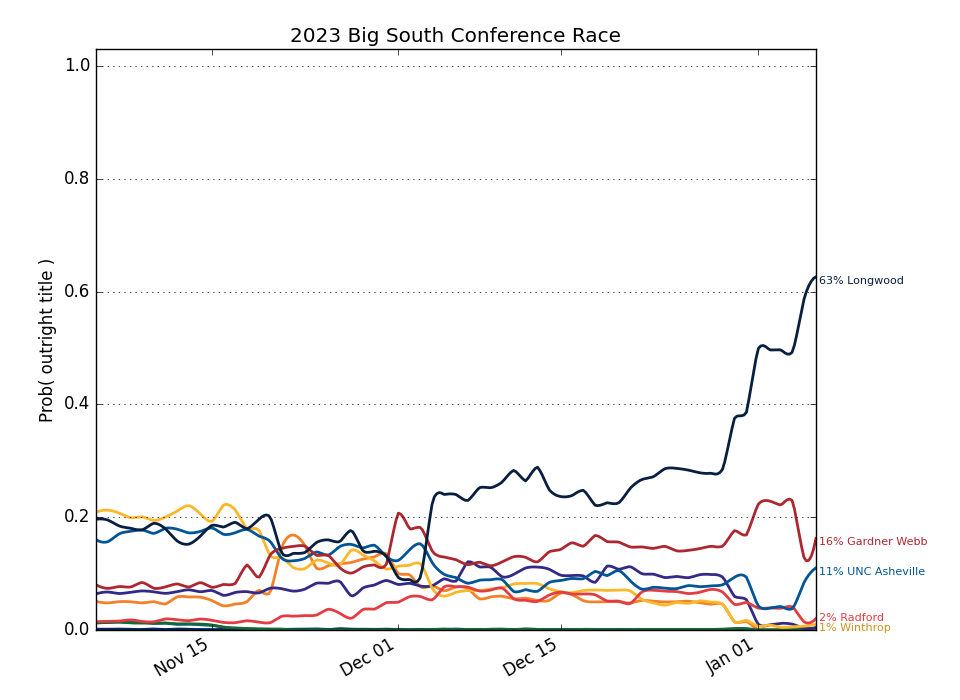 2023 Big South Conference Race
Prob( outright title )
1.0
0.8
0.6
0.4
0.2
0.0
Nov 15
Dec 01
Dec 15
Jan 01
63% Longwood
16% Gardner Webb
11% UNC Asheville
2% Radford
1% Winthrop